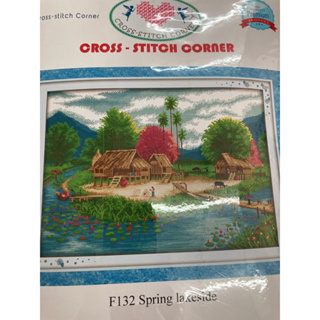 ross-stitch Corner
CROSS-STITCH CORNER
CROSS - STITCH CORNER
F132 Spring lakeside